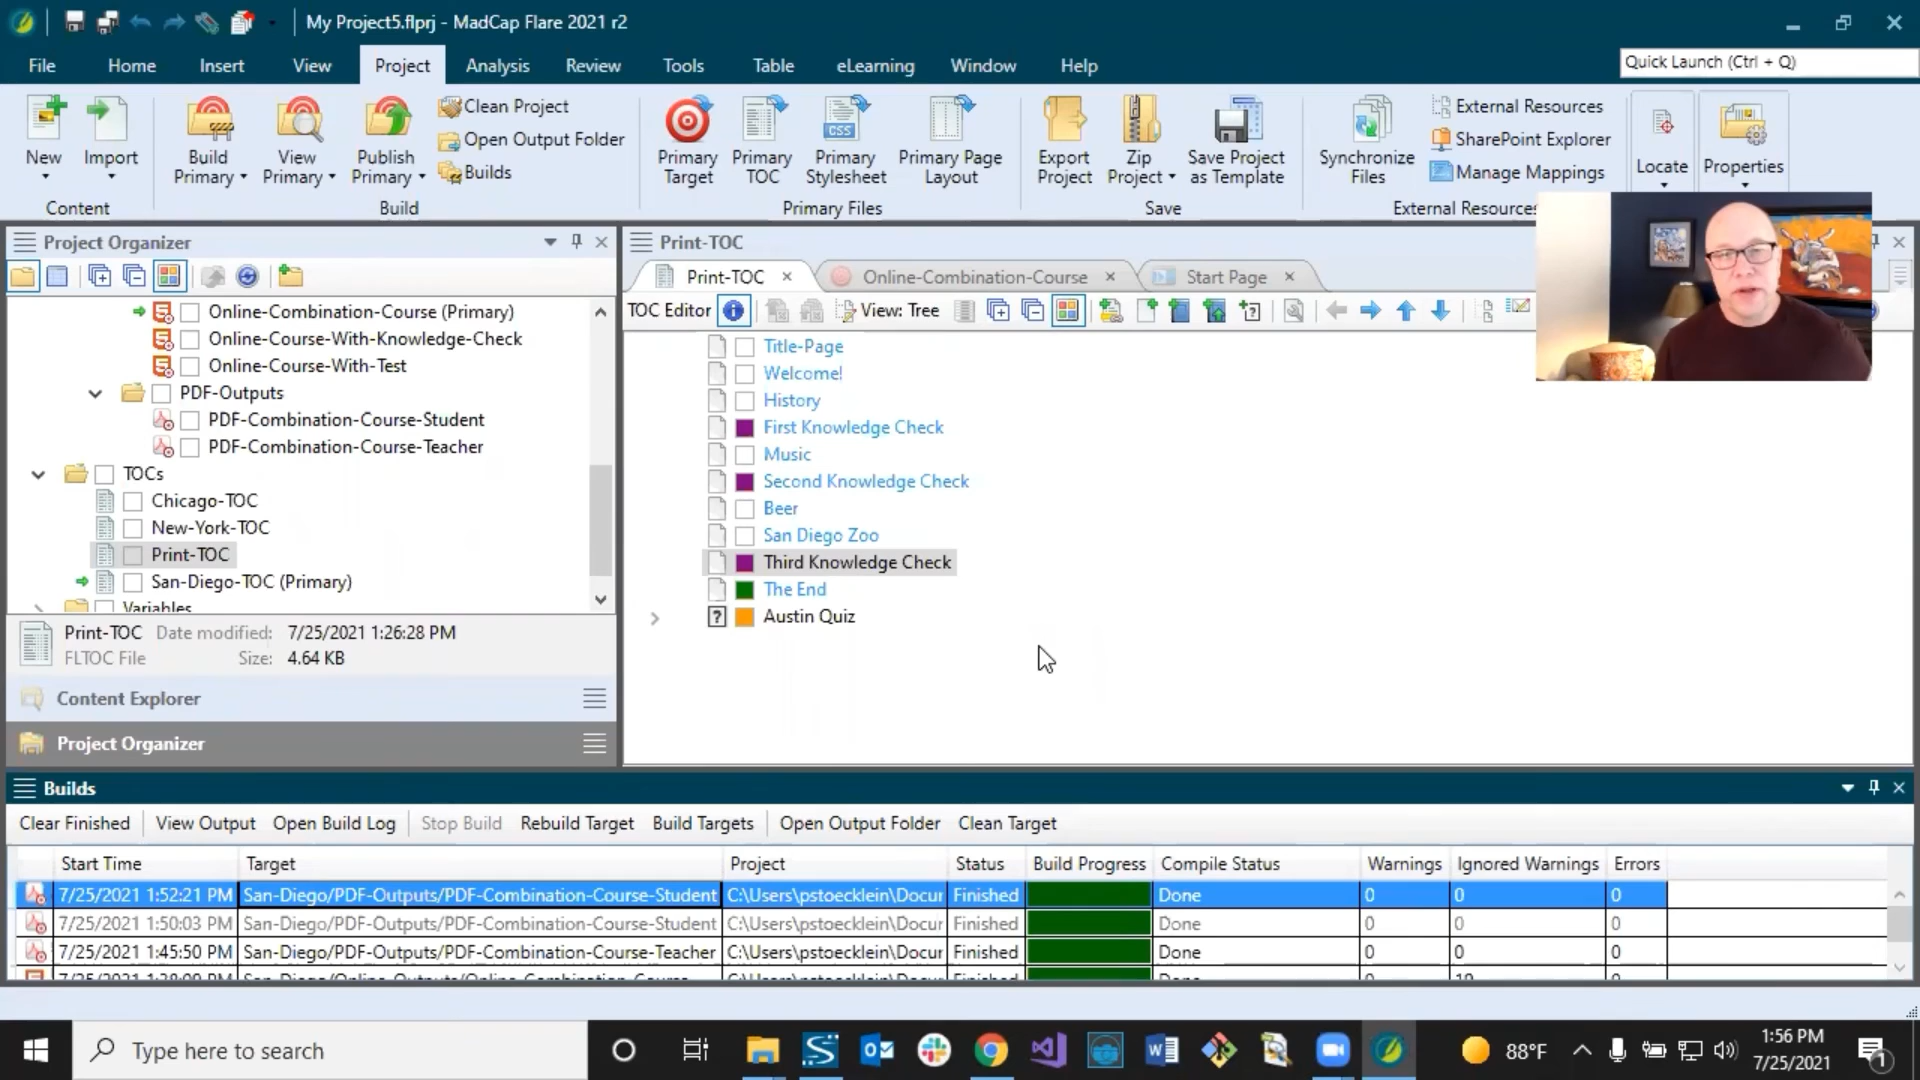 My Project5.flprj - MadCap Flare 2021 r2
File Home Insert View Project Analysis Review Tools Table eLearning Window Help
Quick Launch (Ctrl + Q)
New
Import
Content
Build Primary
View Primary
Publish Primary
Clean Project
Open Output Folder
Builds
Build
Primary Target
Primary TOC
Primary Stylesheet
Primary Page Layout
Primary Files
Export Project
Zip Project
Save Project as Template
Save
Synchronize Files
External Resources
SharePoint Explorer
Manage Mappings
External Resources
Locate
Properties
CSS
Project Organizer
Online-Combination-Course (Primary)
Online-Course-With-Knowledge-Check
Online-Course-With-Test
PDF-Outputs
PDF-Combination-Course-Student
PDF-Combination-Course-Teacher
TOCs
Chicago-TOC
New-York-TOC
Print-TOC
San-Diego-TOC (Primary)
Variables
Print-TOC Date modified: 7/25/2021 1:26:28 PM
FLTOC File Size: 4.64 KB
Content Explorer
Project Organizer
Print-TOC
Print-TOC Online-Combination-Course Start Page
TOC Editor View: Tree
Title-Page
Welcome!
History
First Knowledge Check
Music
Second Knowledge Check
Beer
San Diego Zoo
Third Knowledge Check
The End
? Austin Quiz
Builds
Clear Finished View Output Open Build Log Stop Build Rebuild Target Build Targets Open Output Folder Clean Target
Start Time Target Project Status Build Progress Compile Status Warnings Ignored Warnings Errors
7/25/2021 1:52:21 PM San-Diego/PDF-Outputs/PDF-Combination-Course-Student C:\Users\pstoecklein\Docur Finished Done 0 0 0
7/25/2021 1:50:03 PM San-Diego/PDF-Outputs/PDF-Combination-Course-Student C:\Users\pstoecklein\Docur Finished Done 0 0 0
7/25/2021 1:45:50 PM San-Diego/PDF-Outputs/PDF-Combination-Course-Teacher C:\Users\pstoecklein\Docur Finished Done 0 0 0
Type here to search
88°F
1:56 PM
7/25/2021
1